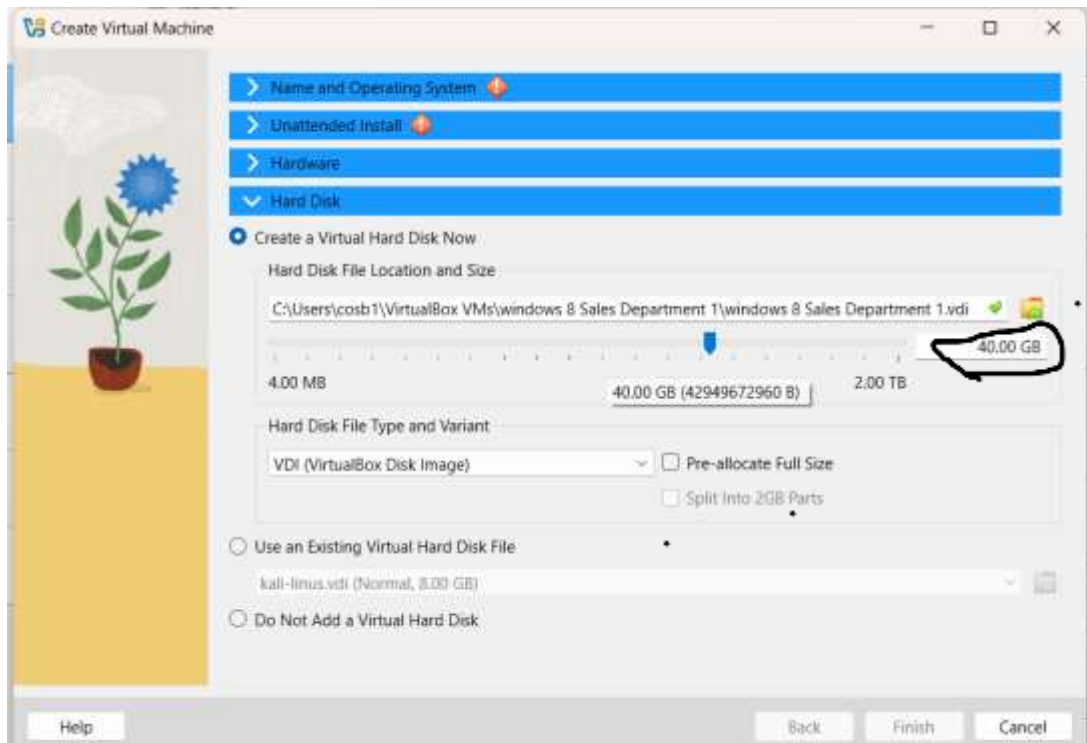 Create Virtual Machine
Name and Operating System
Unattended Install
Hardware
Hard Disk
Create a Virtual Hard Disk Now
Hard Disk File Location and Size
C:\Users\cosb1\VirtualBox VMs\windows 8 Sales Department 1\windows 8 Sales Department 1.vdi
40.00 GB
4.00 MB
2.00 TB
40.00 GB (42949672960 B)
Hard Disk File Type and Variant
VDI (VirtualBox Disk Image)
Pre-allocate Full Size
Split Into 2GB Parts
Use an Existing Virtual Hard Disk File
kali-linus.vdi (Normal, 8.00 GB)
Do Not Add a Virtual Hard Disk
Help
Back
Finish
Cancel